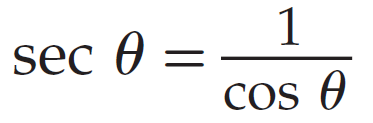 sec θ = 1 / cos θ